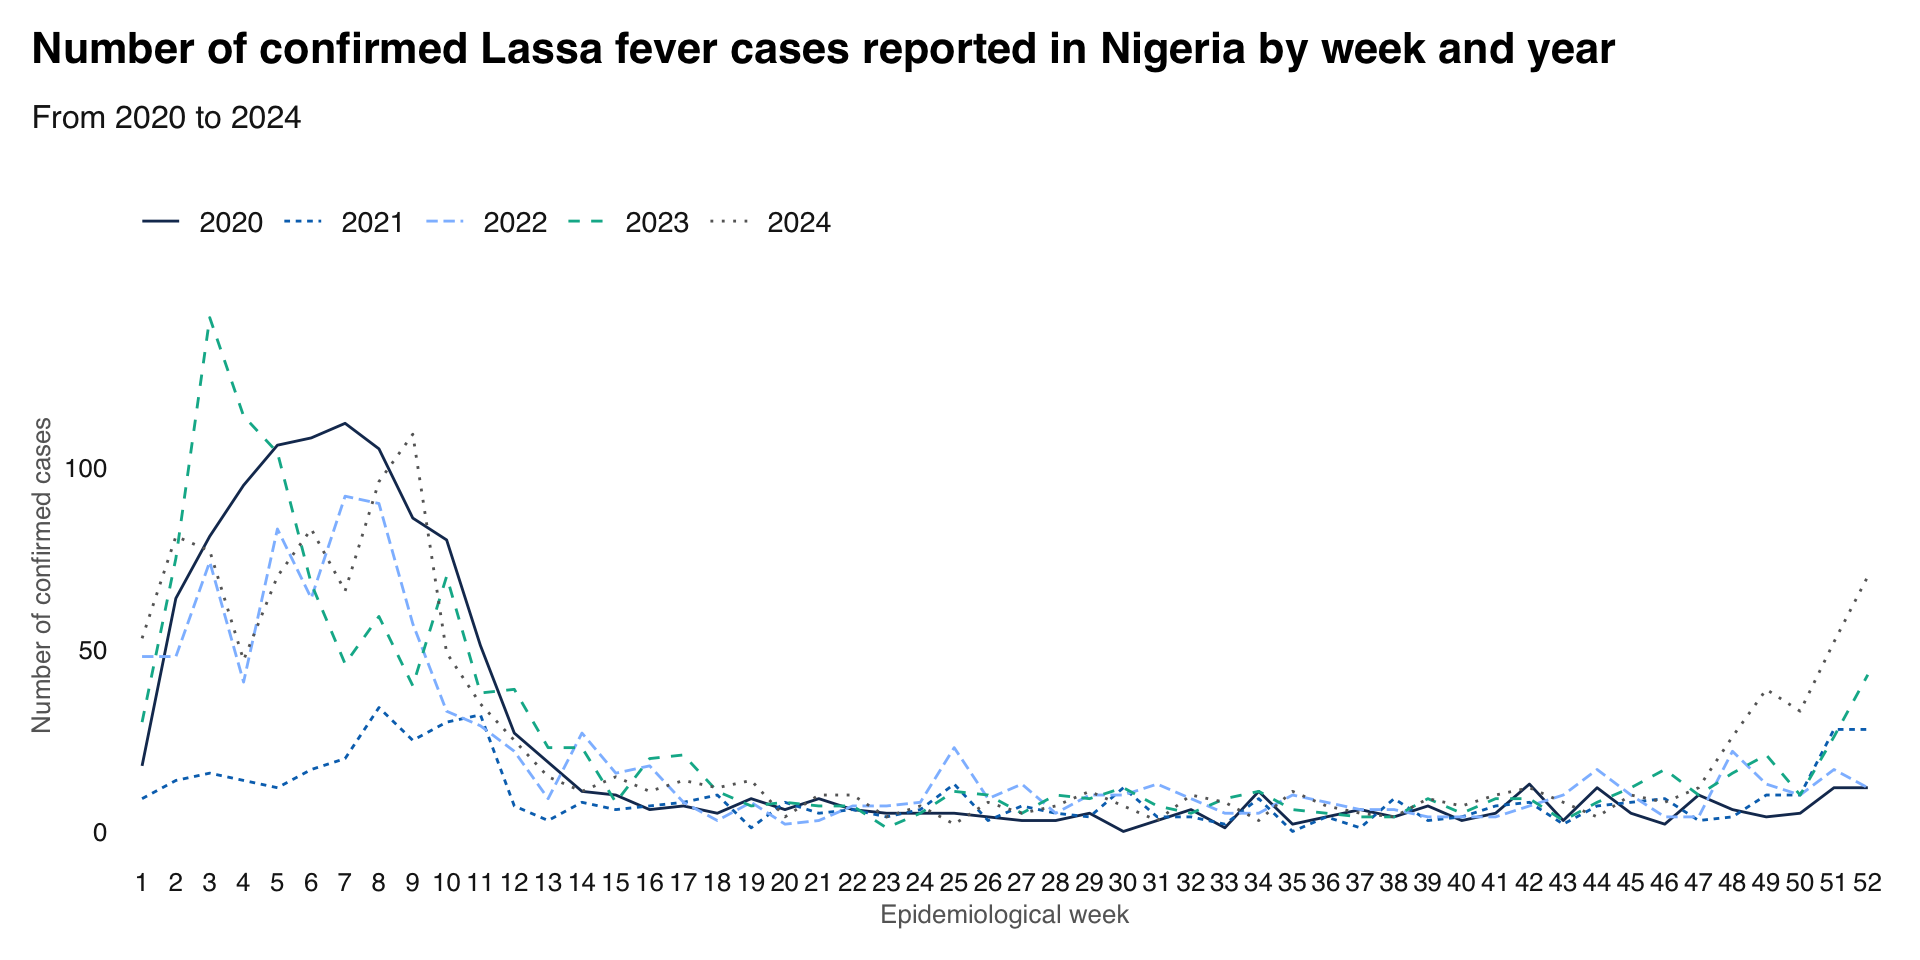 Number of confirmed Lassa fever cases reported in Nigeria by week and year
From 2020 to 2024
2020 2021 2022 2023 2024
Number of confirmed cases
100
50
0
1 2 3 4 5 6 7 8 9 10 11 12 13 14 15 16 17 18 19 20 21 22 23 24 25 26 27 28 29 30 31 32 33 34 35 36 37 38 39 40 41 42 43 44 45 46 47 48 49 50 51 52
Epidemiological week